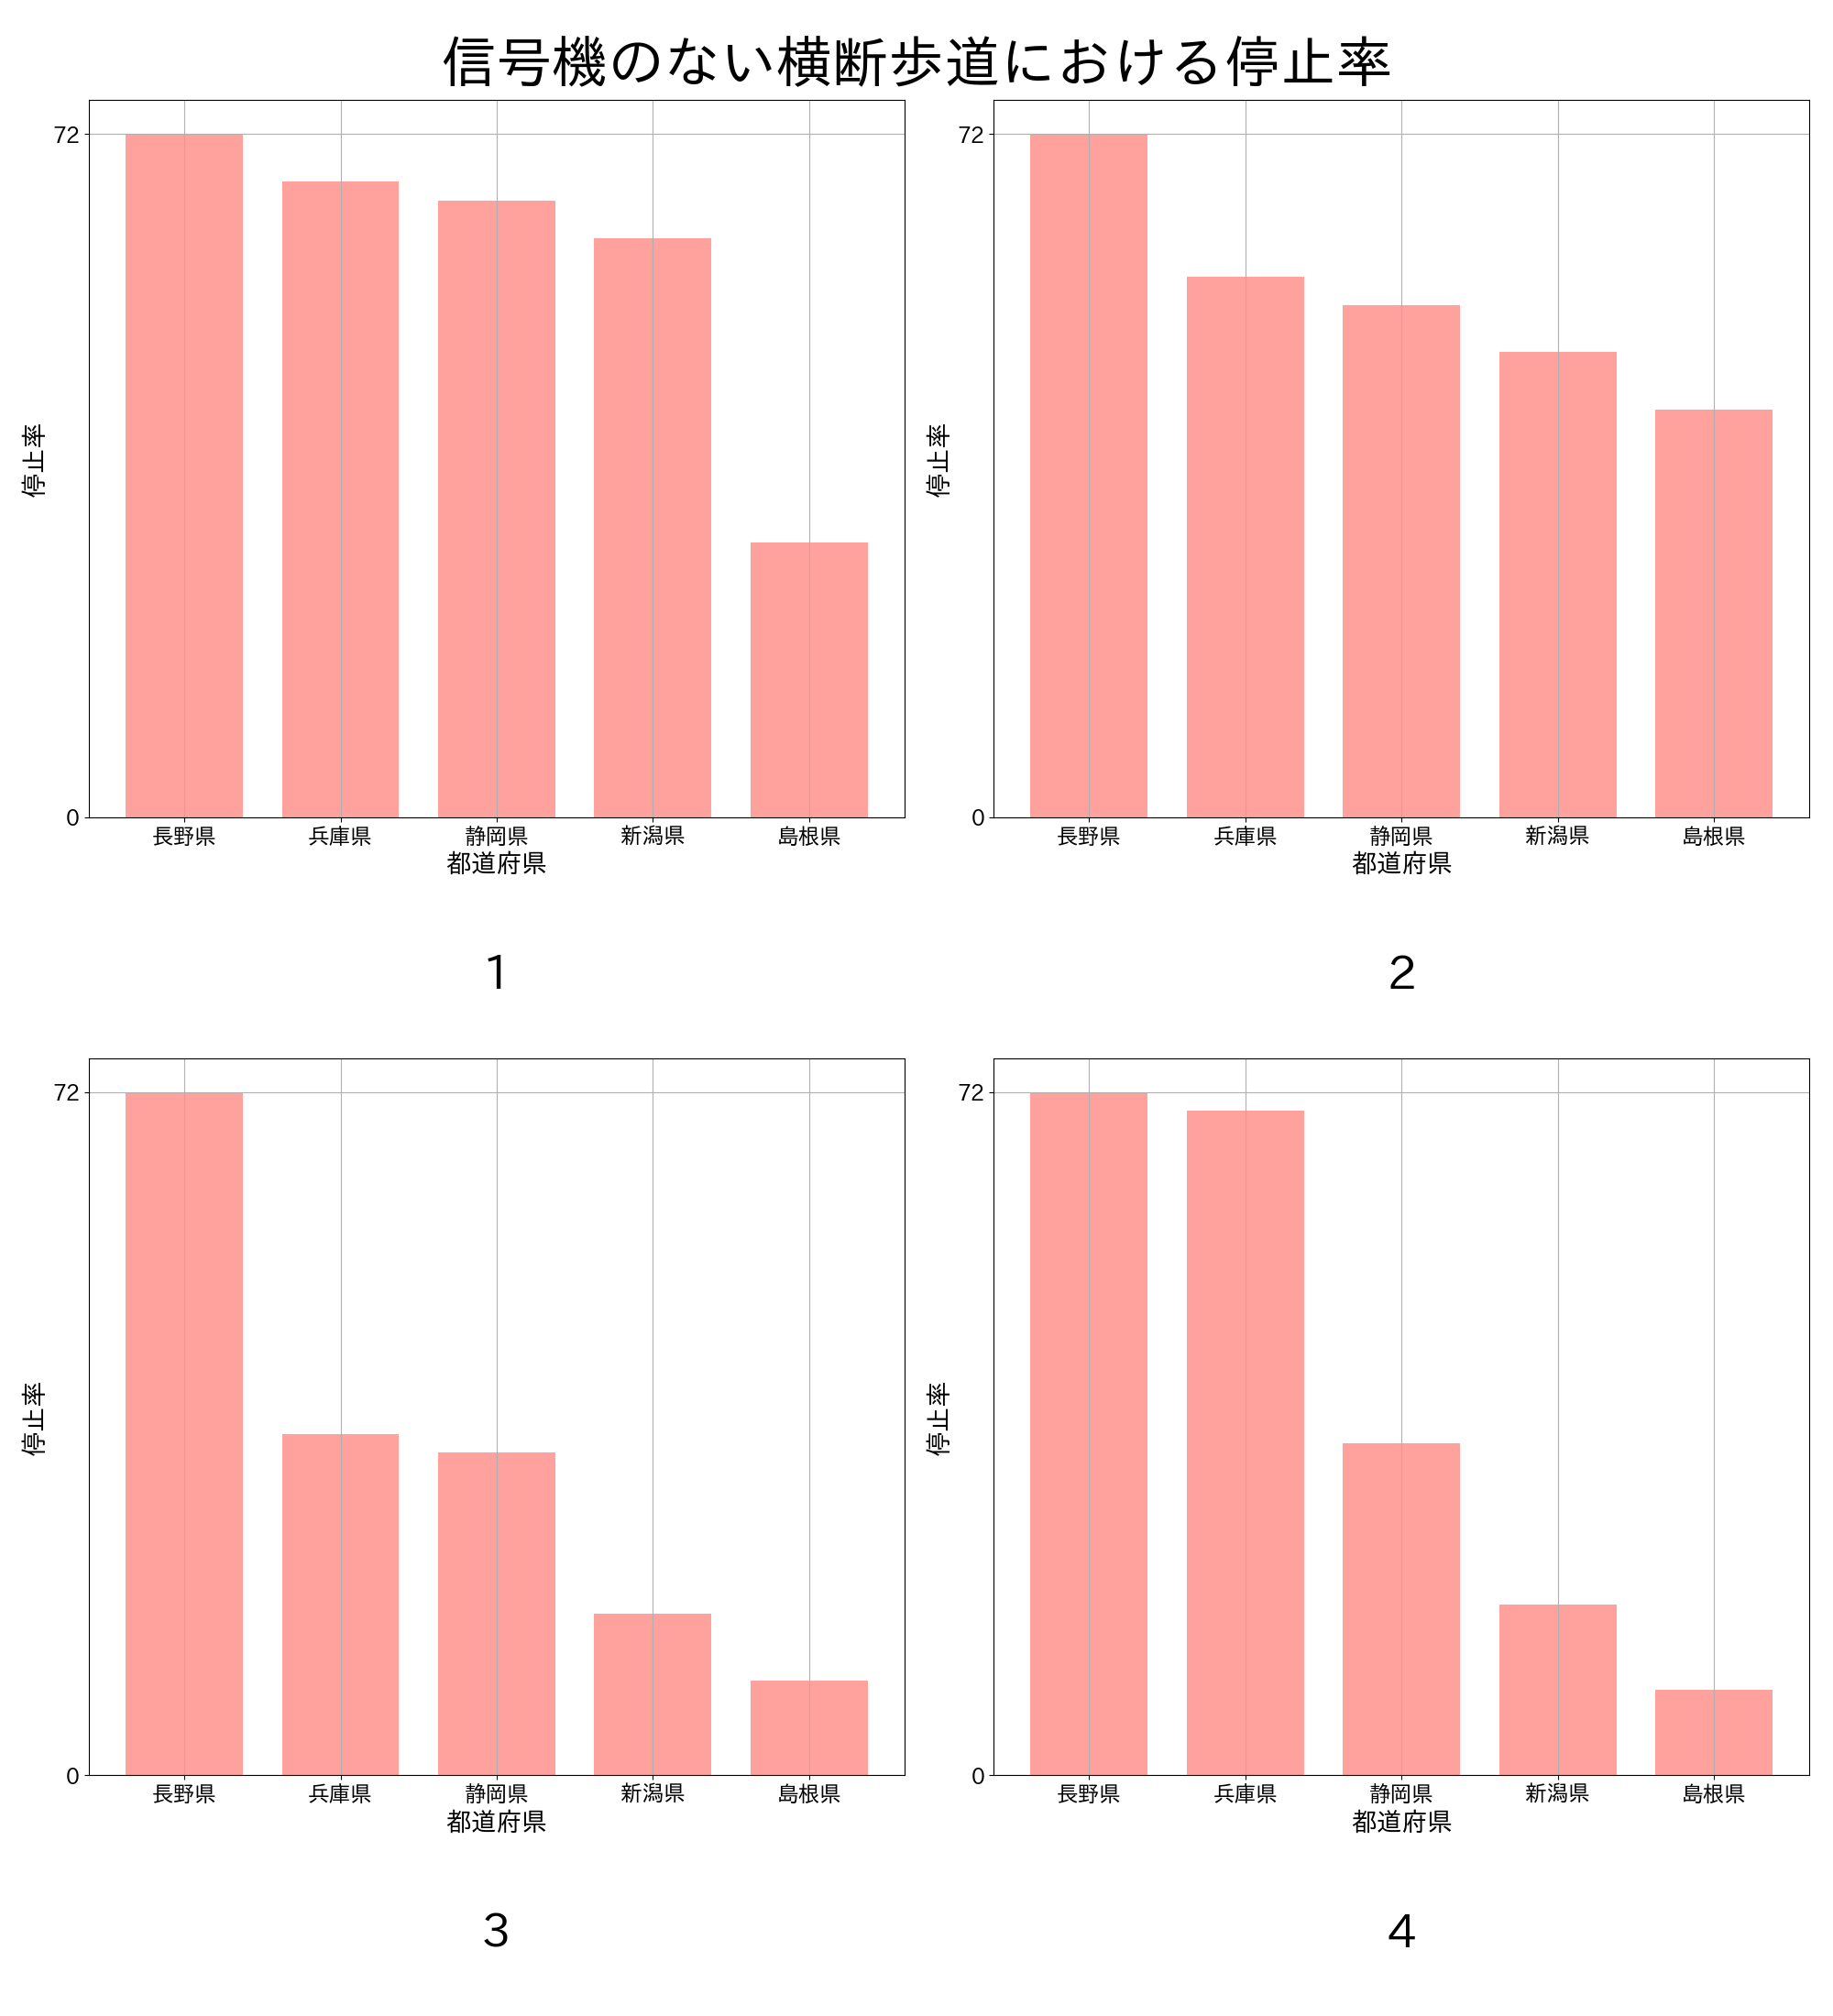 信号機のない横断歩道における停止率
72
停止率
0
長野県 兵庫県 静岡県 新潟県 島根県
都道府県
1
72
停止率
0
長野県 兵庫県 静岡県 新潟県 島根県
都道府県
2
72
停止率
0
長野県 兵庫県 静岡県 新潟県 島根県
都道府県
3
72
停止率
0
長野県 兵庫県 静岡県 新潟県 島根県
都道府県
4